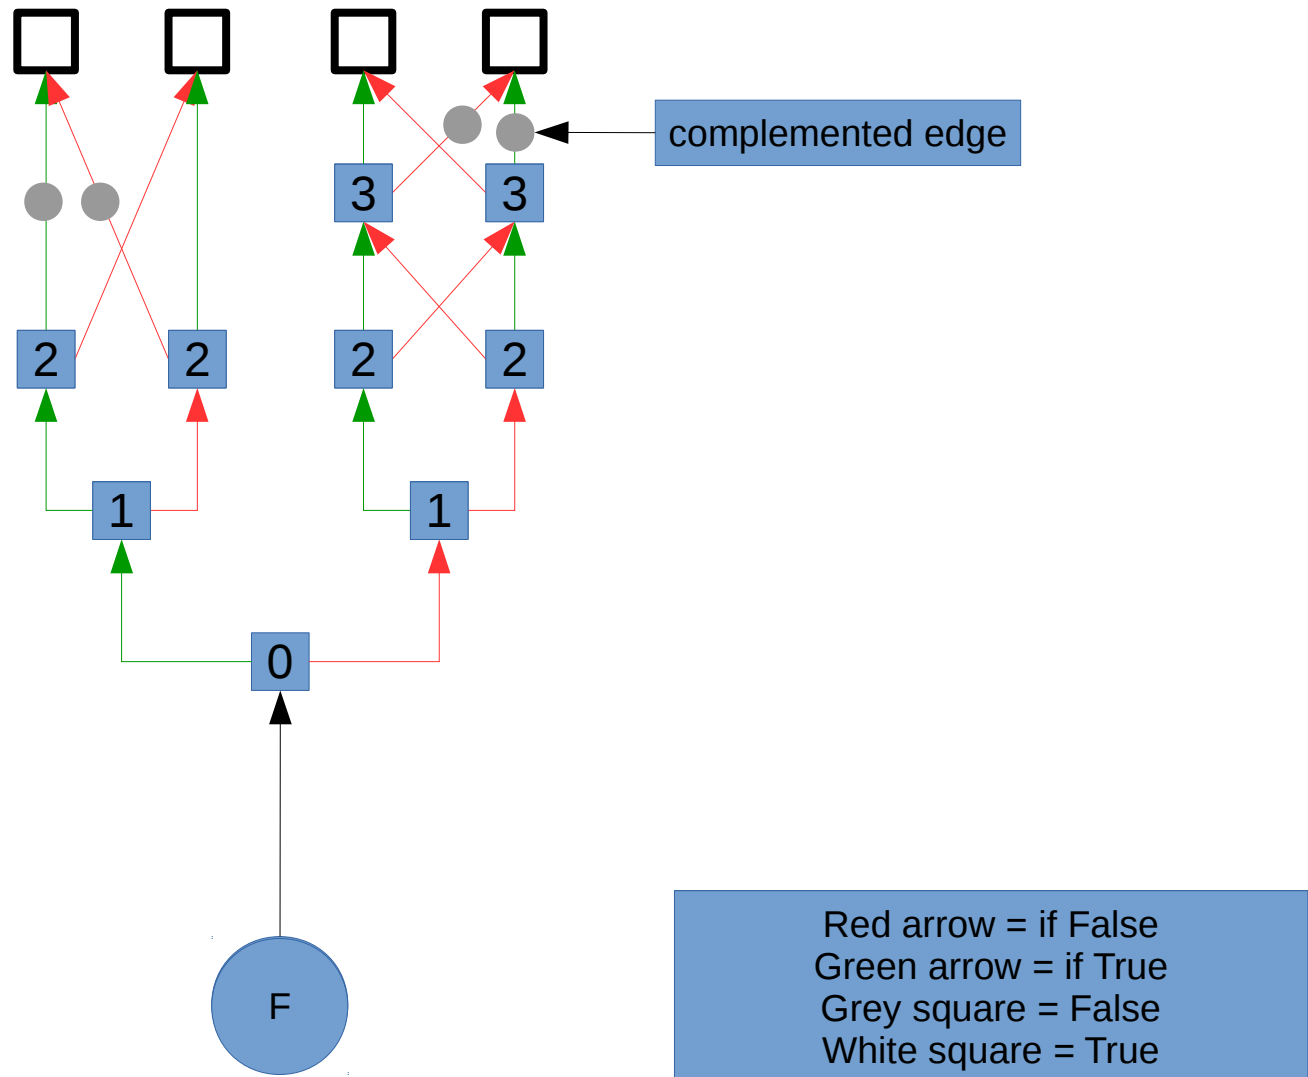 complemented edge
3
3
2
2
2
2
1
1
0
F
Red arrow = if False
Green arrow = if True
Grey square = False
White square = True